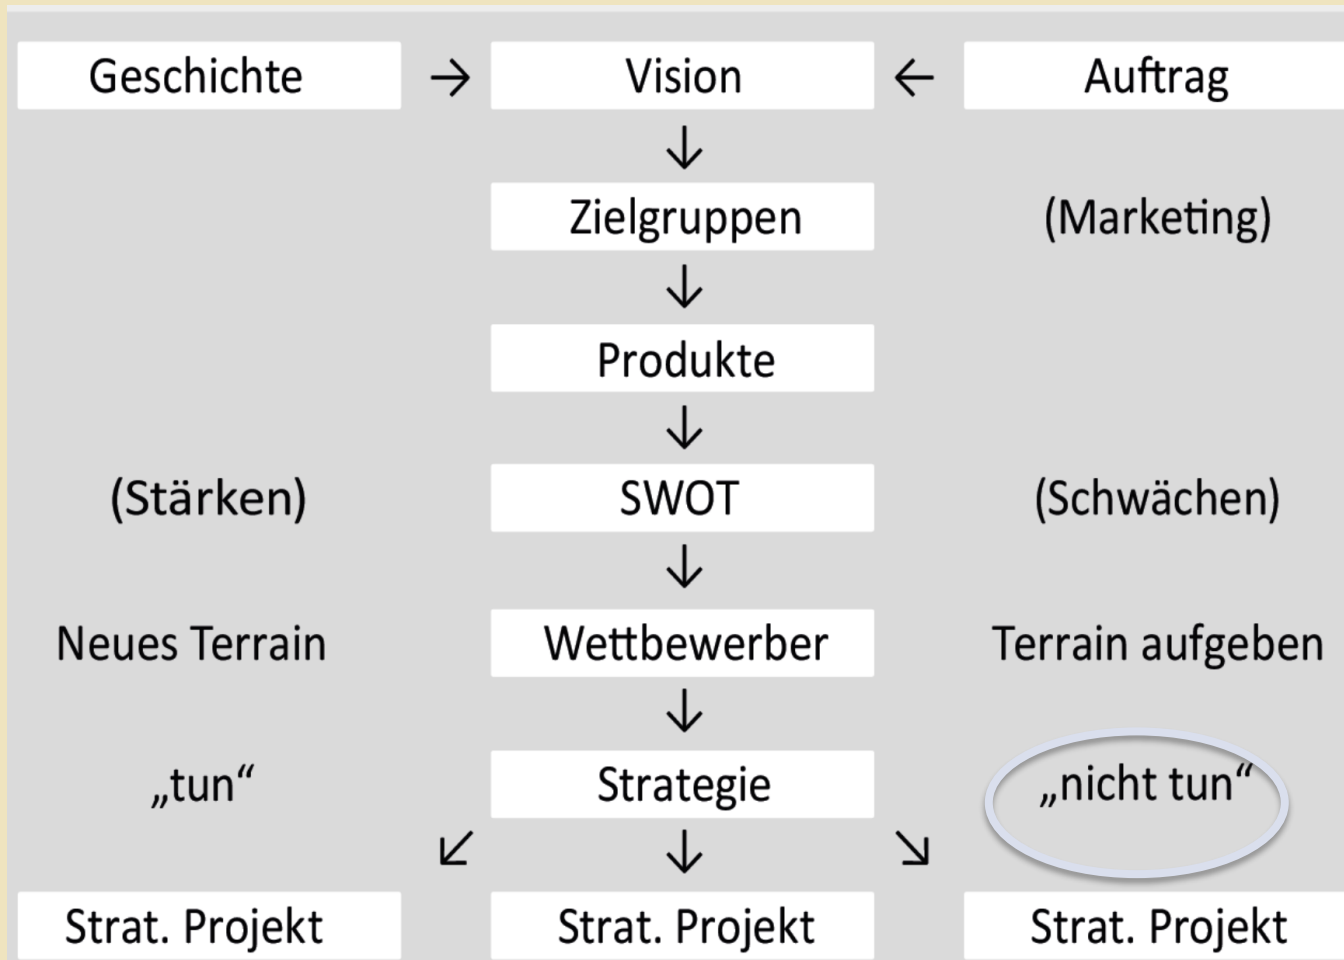 Geschichte → Vision ← Auftrag
↓
Zielgruppen (Marketing)
↓
Produkte
↓
(Stärken) SWOT (Schwächen)
↓
Neues Terrain Wettbewerber Terrain aufgeben
↓
„tun“ Strategie „nicht tun“
↙ ↓ ↘
Strat. Projekt Strat. Projekt Strat. Projekt